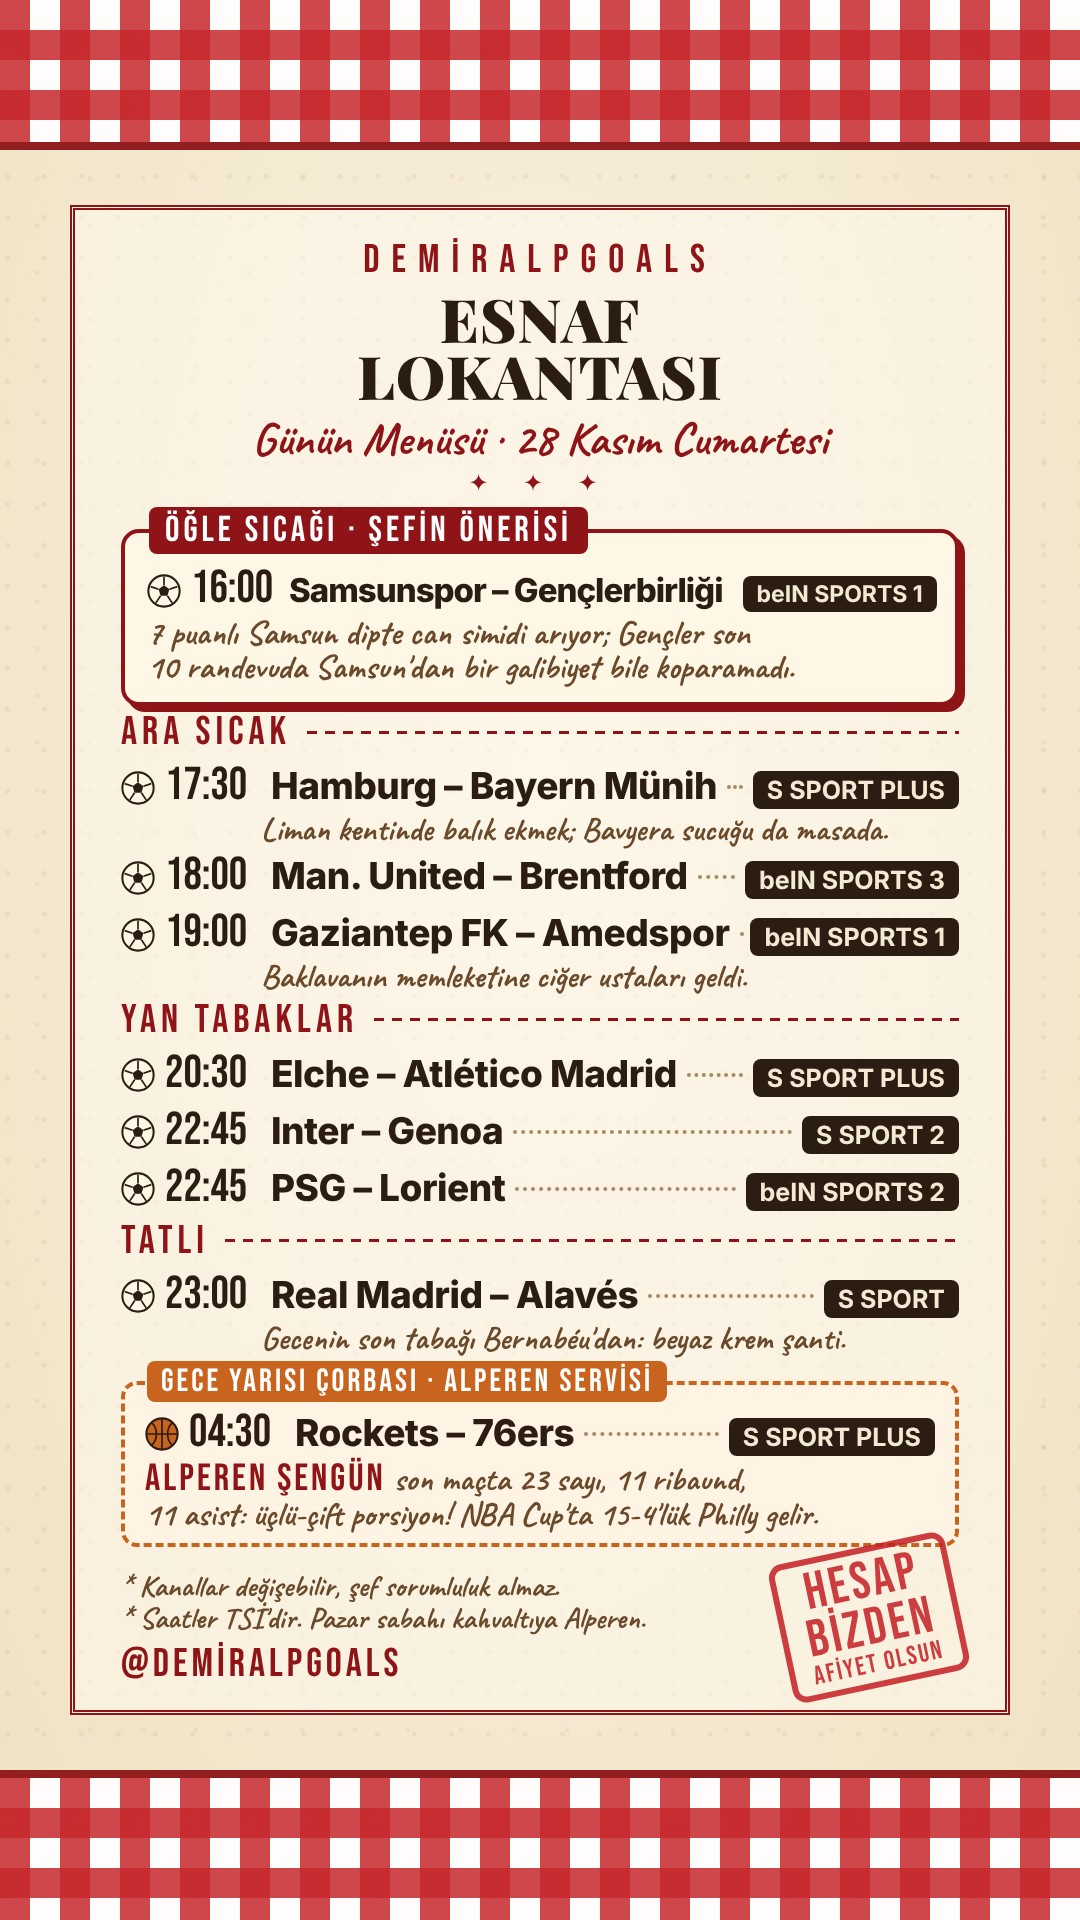 DEMİRALPGOALS
ESNAF
LOKANTASI
Günün Menüsü · 28 Kasım Cumartesi
ÖĞLE SICAĞI · ŞEFİN ÖNERİSİ
16:00 Samsunspor – Gençlerbirliği beIN SPORTS 1
7 puanlı Samsun dipte can simidi arıyor; Gençler son
10 randevuda Samsun'dan bir galibiyet bile koparamadı.
ARA SICAK
17:30 Hamburg – Bayern Münih S SPORT PLUS
Liman kentinde balık ekmek; Bavyera sucuğu da masada.
18:00 Man. United – Brentford beIN SPORTS 3
19:00 Gaziantep FK – Amedspor beIN SPORTS 1
Baklavanın memleketine ciğer ustaları geldi.
YAN TABAKLAR
20:30 Elche – Atlético Madrid S SPORT PLUS
22:45 Inter – Genoa S SPORT 2
22:45 PSG – Lorient beIN SPORTS 2
TATLI
23:00 Real Madrid – Alavés S SPORT
Gecenin son tabağı Bernabéu'dan: beyaz krem şanti.
GECE YARISI ÇORBASI · ALPEREN SERVİSİ
04:30 Rockets – 76ers S SPORT PLUS
ALPEREN ŞENGÜN son maçta 23 sayı, 11 ribaund,
11 asist: üçlü-çift porsiyon! NBA Cup'ta 15-4'lük Philly gelir.
* Kanallar değişebilir, şef sorumluluk almaz.
* Saatler TSİ'dir. Pazar sabahı kahvaltıya Alperen.
@DEMİRALPGOALS
HESAP
BİZDEN
AFİYET OLSUN